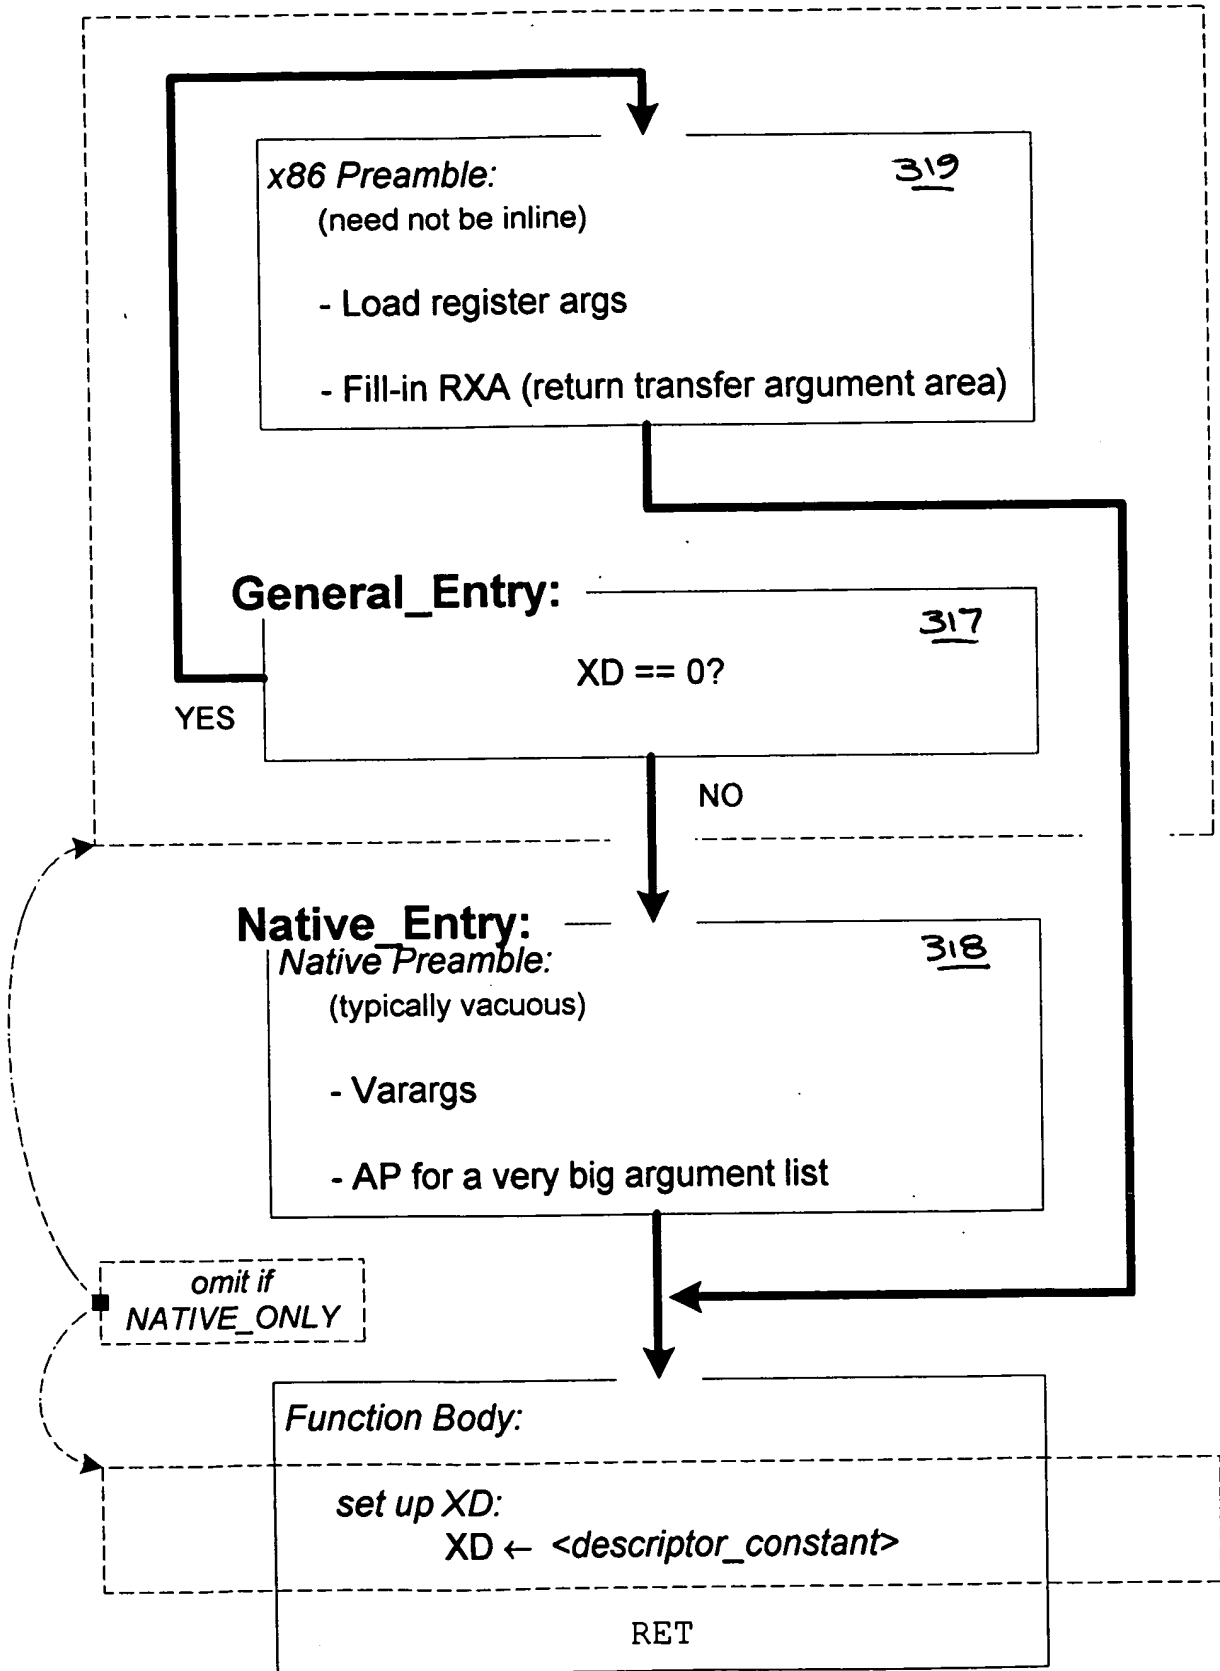 x86 Preamble: 319
(need not be inline)
- Load register args
- Fill-in RXA (return transfer argument area)
General_Entry:
317
XD == 0?
YES
NO
Native_Entry:
Native Preamble: 318
(typically vacuous)
- Varargs
- AP for a very big argument list
omit if
NATIVE_ONLY
Function Body:
set up XD:
XD ← <descriptor_constant>
RET